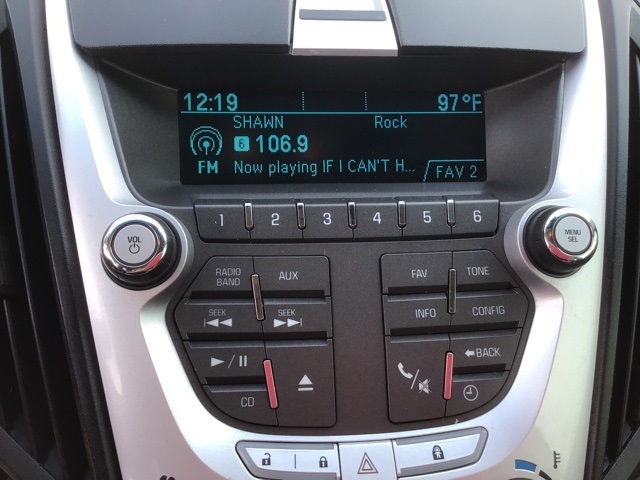 12:19 97°F
SHAWN Rock
6 106.9
FM Now playing IF I CAN'T H... FAV 2
1 2 3 4 5 6
VOL
MENU
SEL
RADIO
BAND AUX
FAV TONE
SEEK SEEK
INFO CONFIG
BACK
CD